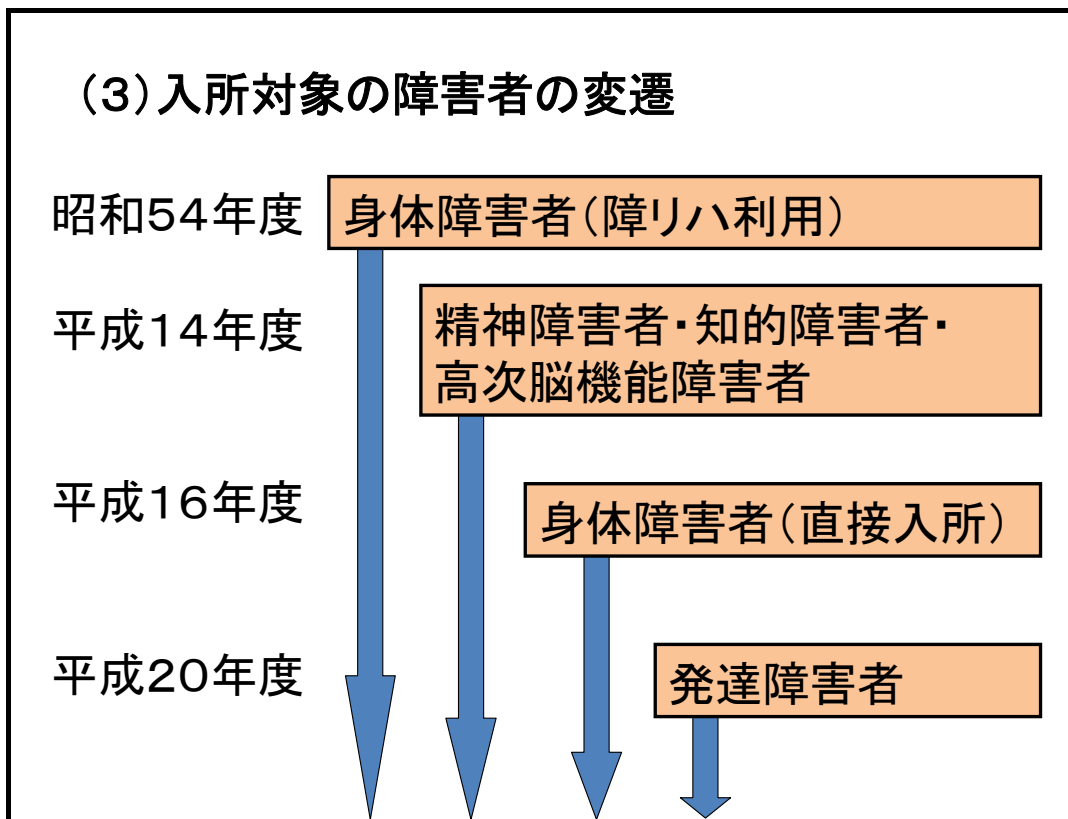 (3)入所対象の障害者の変遷
昭和54年度
身体障害者(障リハ利用)
平成14年度
精神障害者・知的障害者・
高次脳機能障害者
平成16年度
身体障害者(直接入所)
平成20年度
発達障害者